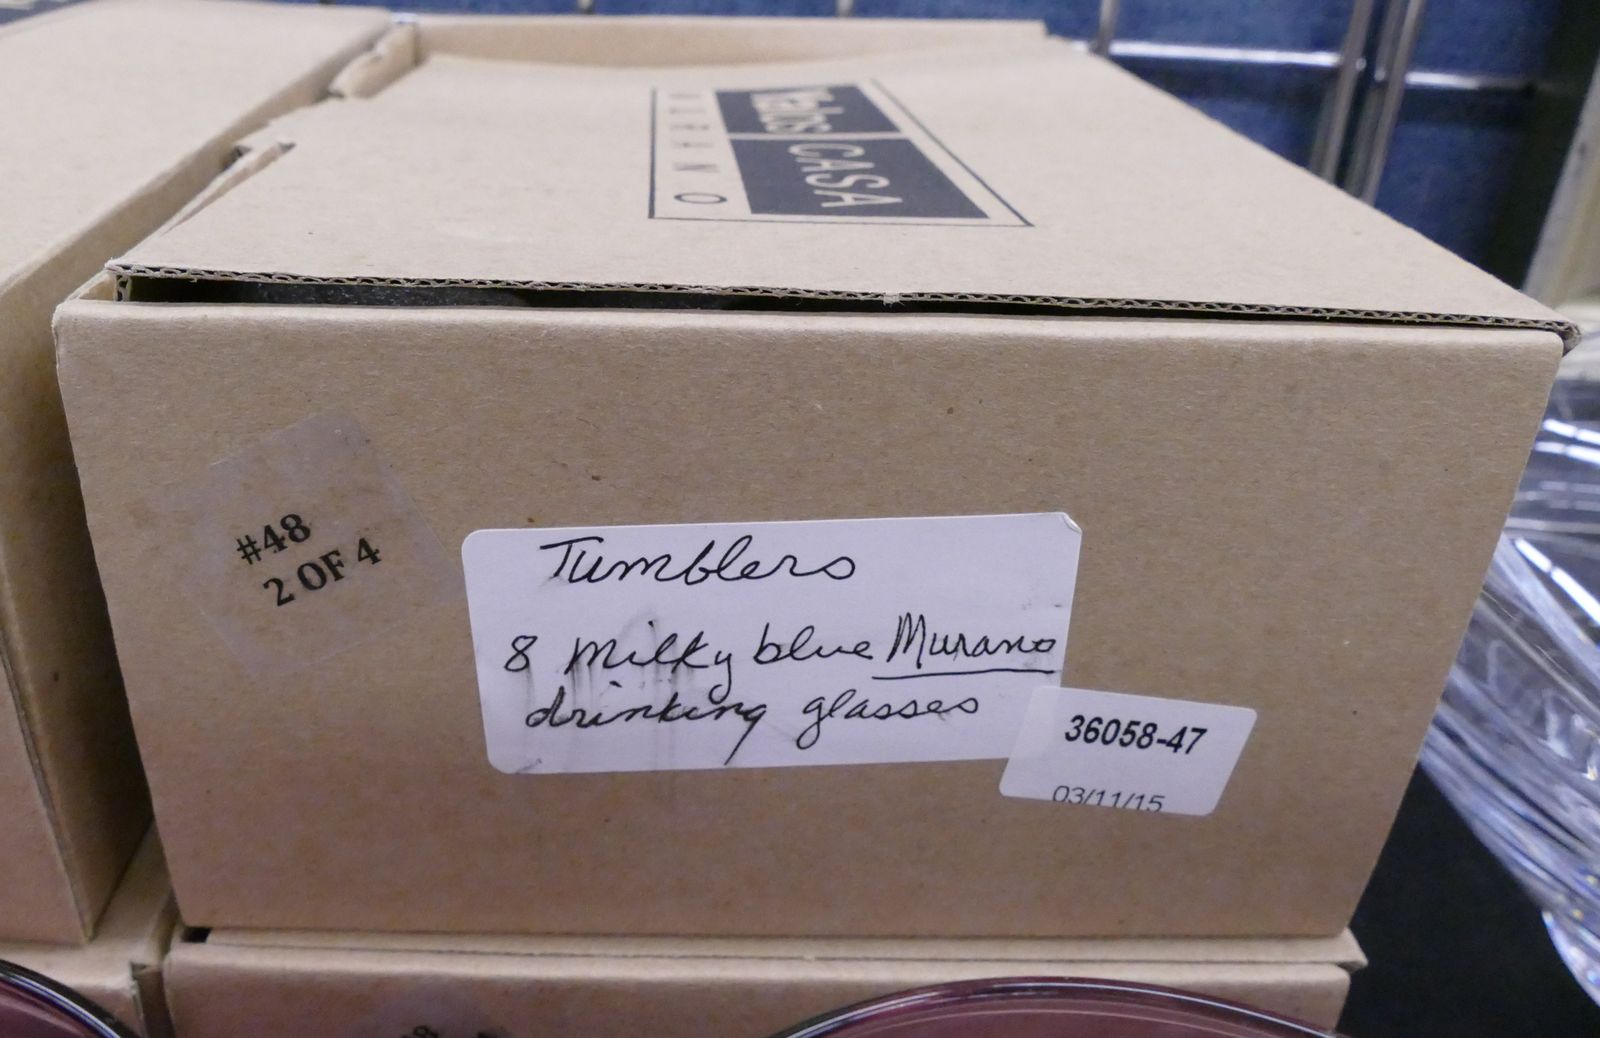 CASA
MURANO
#48
2 OF 4
Tumblers
8 milky blue Murano
drinking glasses
36058-47
03/11/15